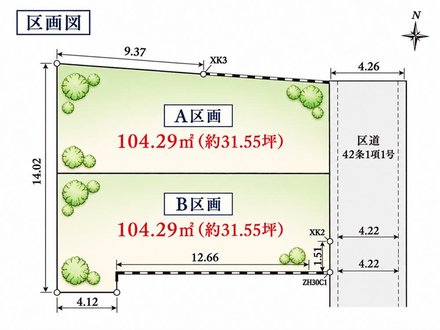 区画図
N
9.37
XK3
4.26
A区画
104.29㎡(約31.55坪)
区道
42条1項1号
14.02
B区画
104.29㎡(約31.55坪)
XK2
4.22
12.66
1.51
4.22
ZH30C1
4.12